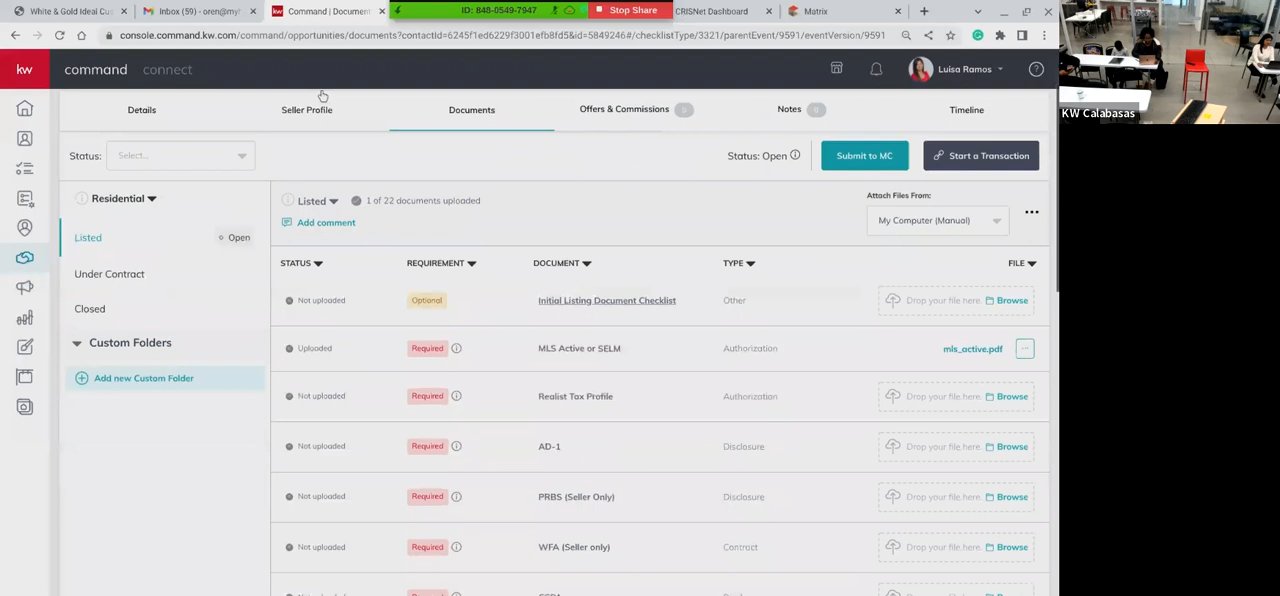 White & Gold Ideal Cus
Inbox (59) - oren@my
Command | Document
ID: 848-0549-7947
Stop Share
CRISNet Dashboard
Matrix
console.command.kw.com/command/opportunities/documents?contactId=6245f1ed6229f3001efb8fd5&id=5849246#/checklistType/3321/parentEvent/9591/eventVersion/9591
kw
command
connect
Luisa Ramos
KW Calabasas
Details
Seller Profile
Documents
Offers & Commissions 0
Notes 0
Timeline
Status:
Select...
Status: Open
Submit to MC
Start a Transaction
Residential
Listed
Open
Under Contract
Closed
Custom Folders
Add new Custom Folder
Listed
1 of 22 documents uploaded
Add comment
Attach Files From:
My Computer (Manual)
STATUS REQUIREMENT DOCUMENT TYPE FILE
Not uploaded Optional Initial Listing Document Checklist Other Drop your file here. Browse
Uploaded Required MLS Active or SELM Authorization mls_active.pdf
Not uploaded Required Realist Tax Profile Authorization Drop your file here. Browse
Not uploaded Required AD-1 Disclosure Drop your file here. Browse
Not uploaded Required PRBS (Seller Only) Disclosure Drop your file here. Browse
Not uploaded Required WFA (Seller only) Contract Drop your file here. Browse